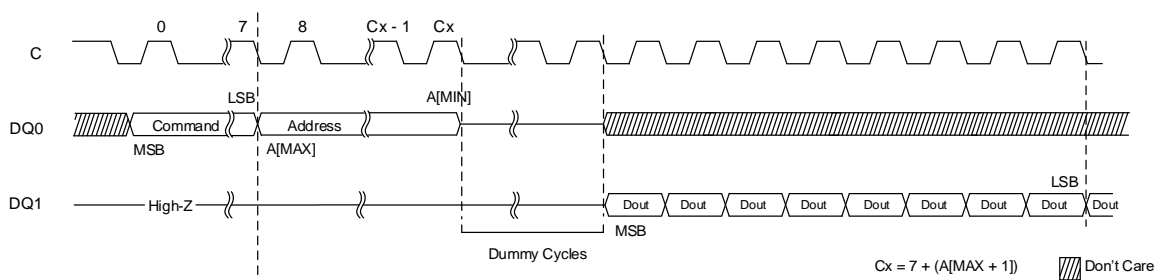 0 7 8 Cx - 1 Cx
C
LSB A[MIN]
DQ0 Command Address
MSB A[MAX]
LSB
DQ1 High-Z Dout Dout Dout Dout Dout Dout Dout Dout Dout
MSB
Dummy Cycles
Cx = 7 + (A[MAX + 1]) Don't Care